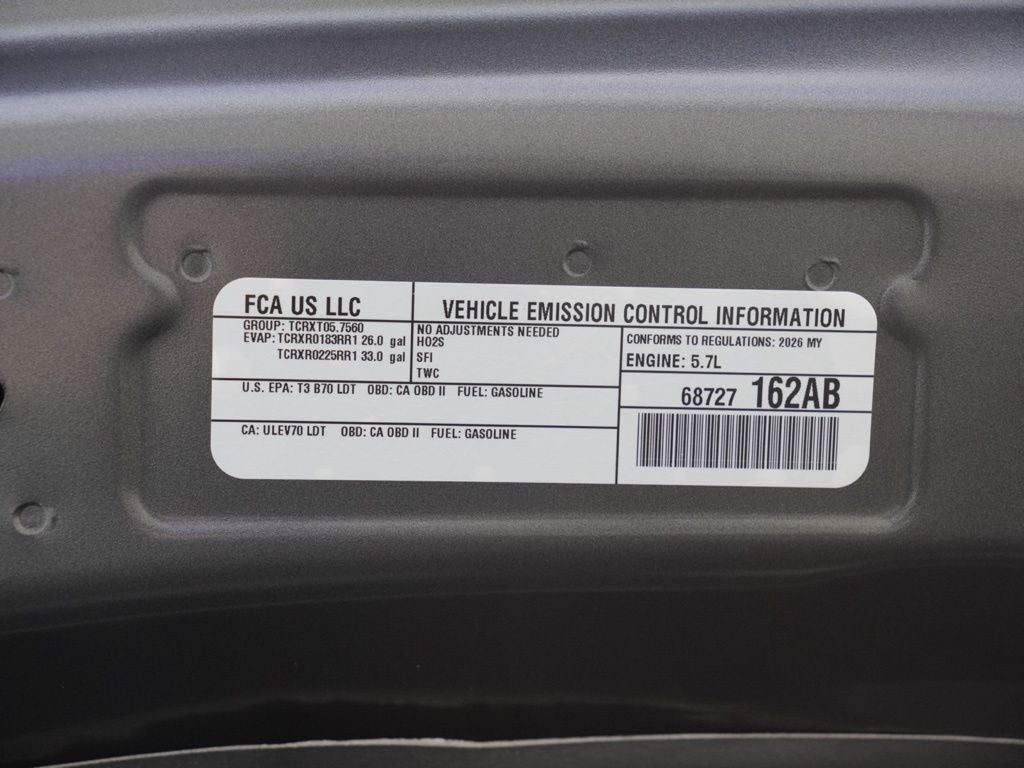 FCA US LLC
VEHICLE EMISSION CONTROL INFORMATION
GROUP: TCRXT05.7560
EVAP: TCRXR0183RR1 26.0 gal
TCRXR0225RR1 33.0 gal
NO ADJUSTMENTS NEEDED
HO2S
SFI
TWC
CONFORMS TO REGULATIONS: 2026 MY
ENGINE: 5.7L
U.S. EPA: T3 B70 LDT OBD: CA OBD II FUEL: GASOLINE
68727 162AB
CA: ULEV70 LDT OBD: CA OBD II FUEL: GASOLINE